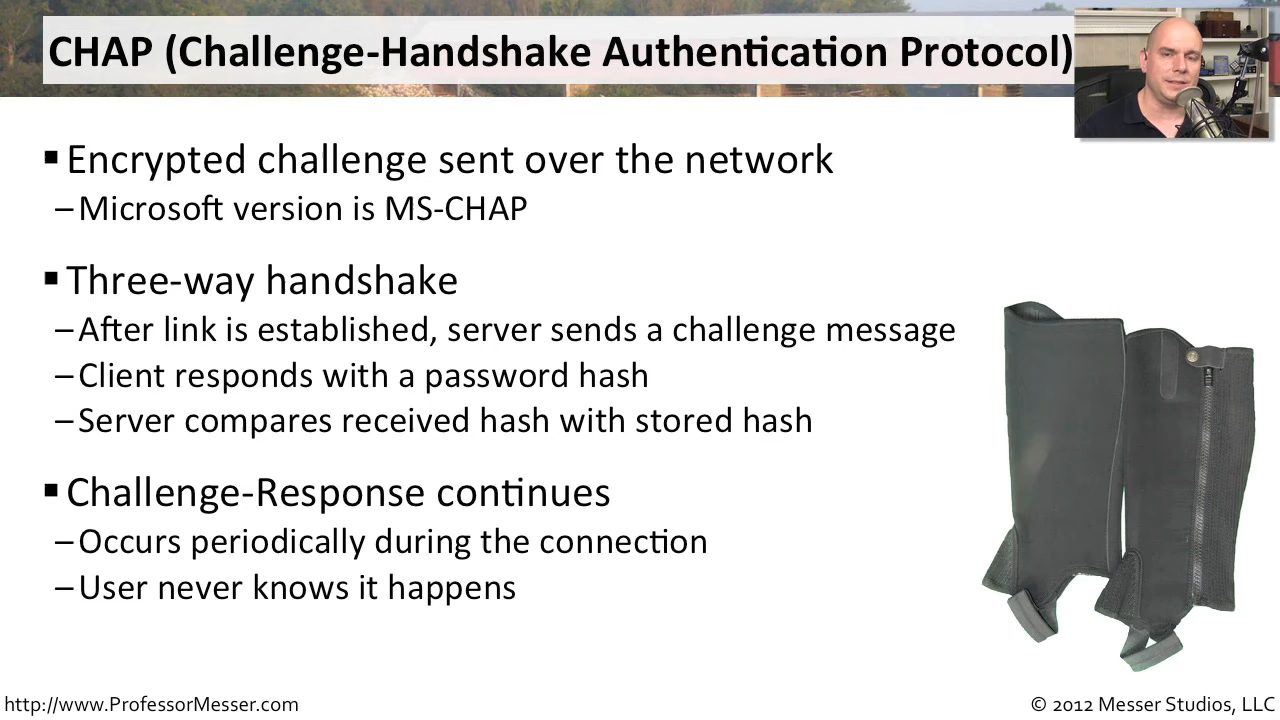 CHAP (Challenge-Handshake Authentication Protocol)
▪ Encrypted challenge sent over the network
– Microsoft version is MS-CHAP
▪ Three-way handshake
– After link is established, server sends a challenge message
– Client responds with a password hash
– Server compares received hash with stored hash
▪ Challenge-Response continues
– Occurs periodically during the connection
– User never knows it happens
http://www.ProfessorMesser.com
© 2012 Messer Studios, LLC